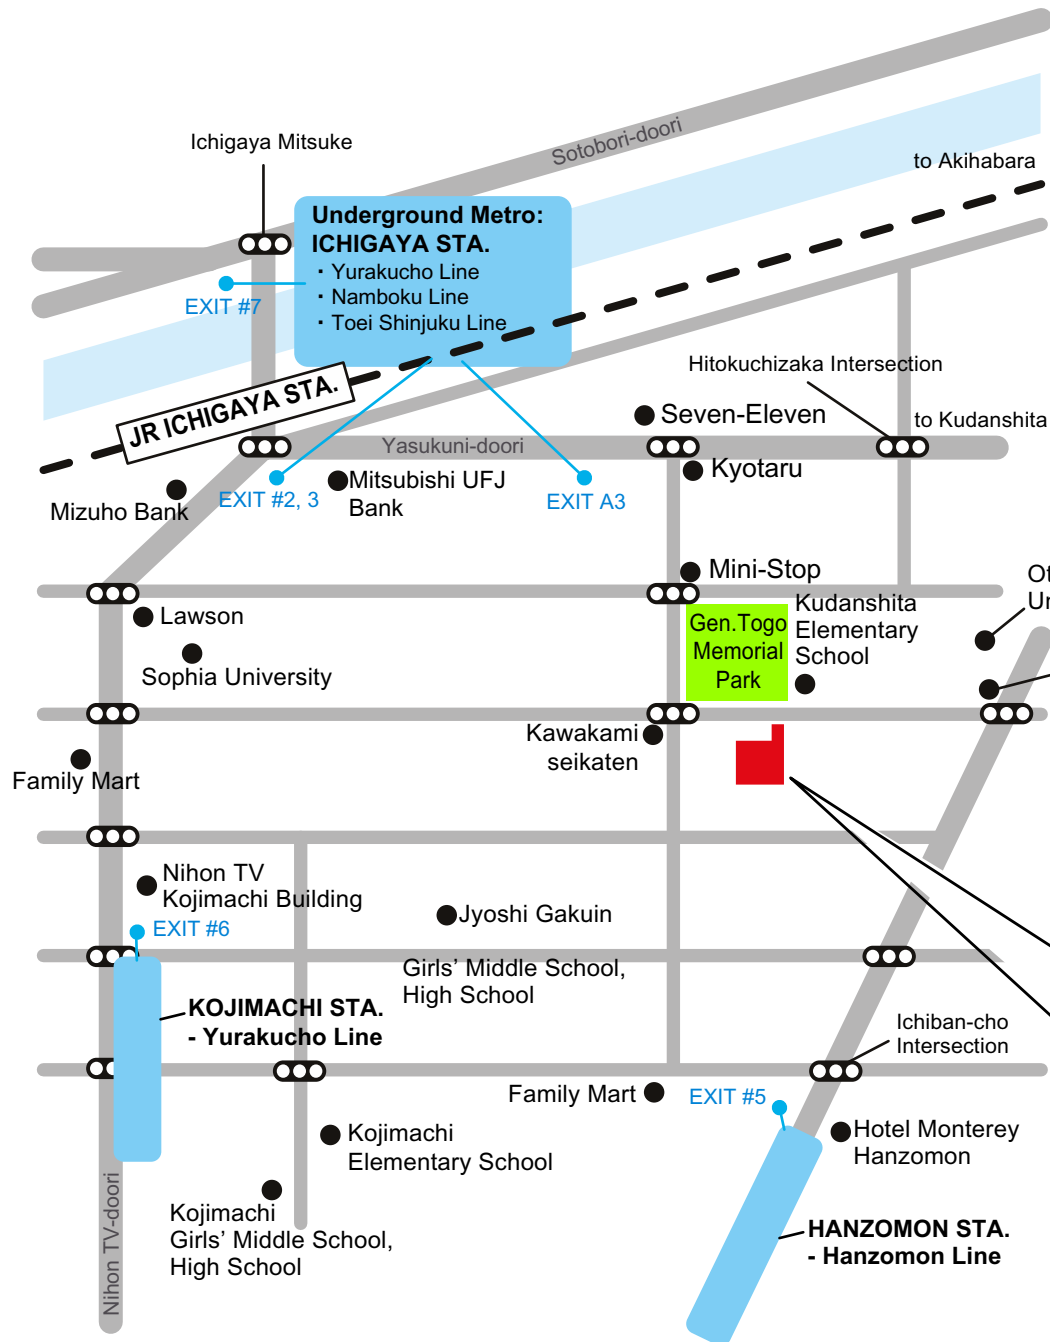 Sotobori-doori
Ichigaya Mitsuke
to Akihabara
Underground Metro:
ICHIGAYA STA.
・Yurakucho Line
・Namboku Line
・Toei Shinjuku Line
EXIT #7
JR ICHIGAYA STA.
Hitokuchizaka Intersection
Seven-Eleven
to Kudanshita
Yasukuni-doori
Kyotaru
Mizuho Bank
EXIT #2, 3
Mitsubishi UFJ
Bank
EXIT A3
Mini-Stop
Lawson
Sophia University
Gen.Togo
Memorial
Park
Kudanshita
Elementary
School
Kawakami
seikaten
Family Mart
Nihon TV
Kojimachi Building
EXIT #6
Jyoshi Gakuin
Girls' Middle School,
High School
KOJIMACHI STA.
- Yurakucho Line
Ichiban-cho
Intersection
Family Mart
EXIT #5
Kojimachi
Elementary School
Hotel Monterey
Hanzomon
Kojimachi
Girls' Middle School,
High School
HANZOMON STA.
- Hanzomon Line
Nihon TV-doori